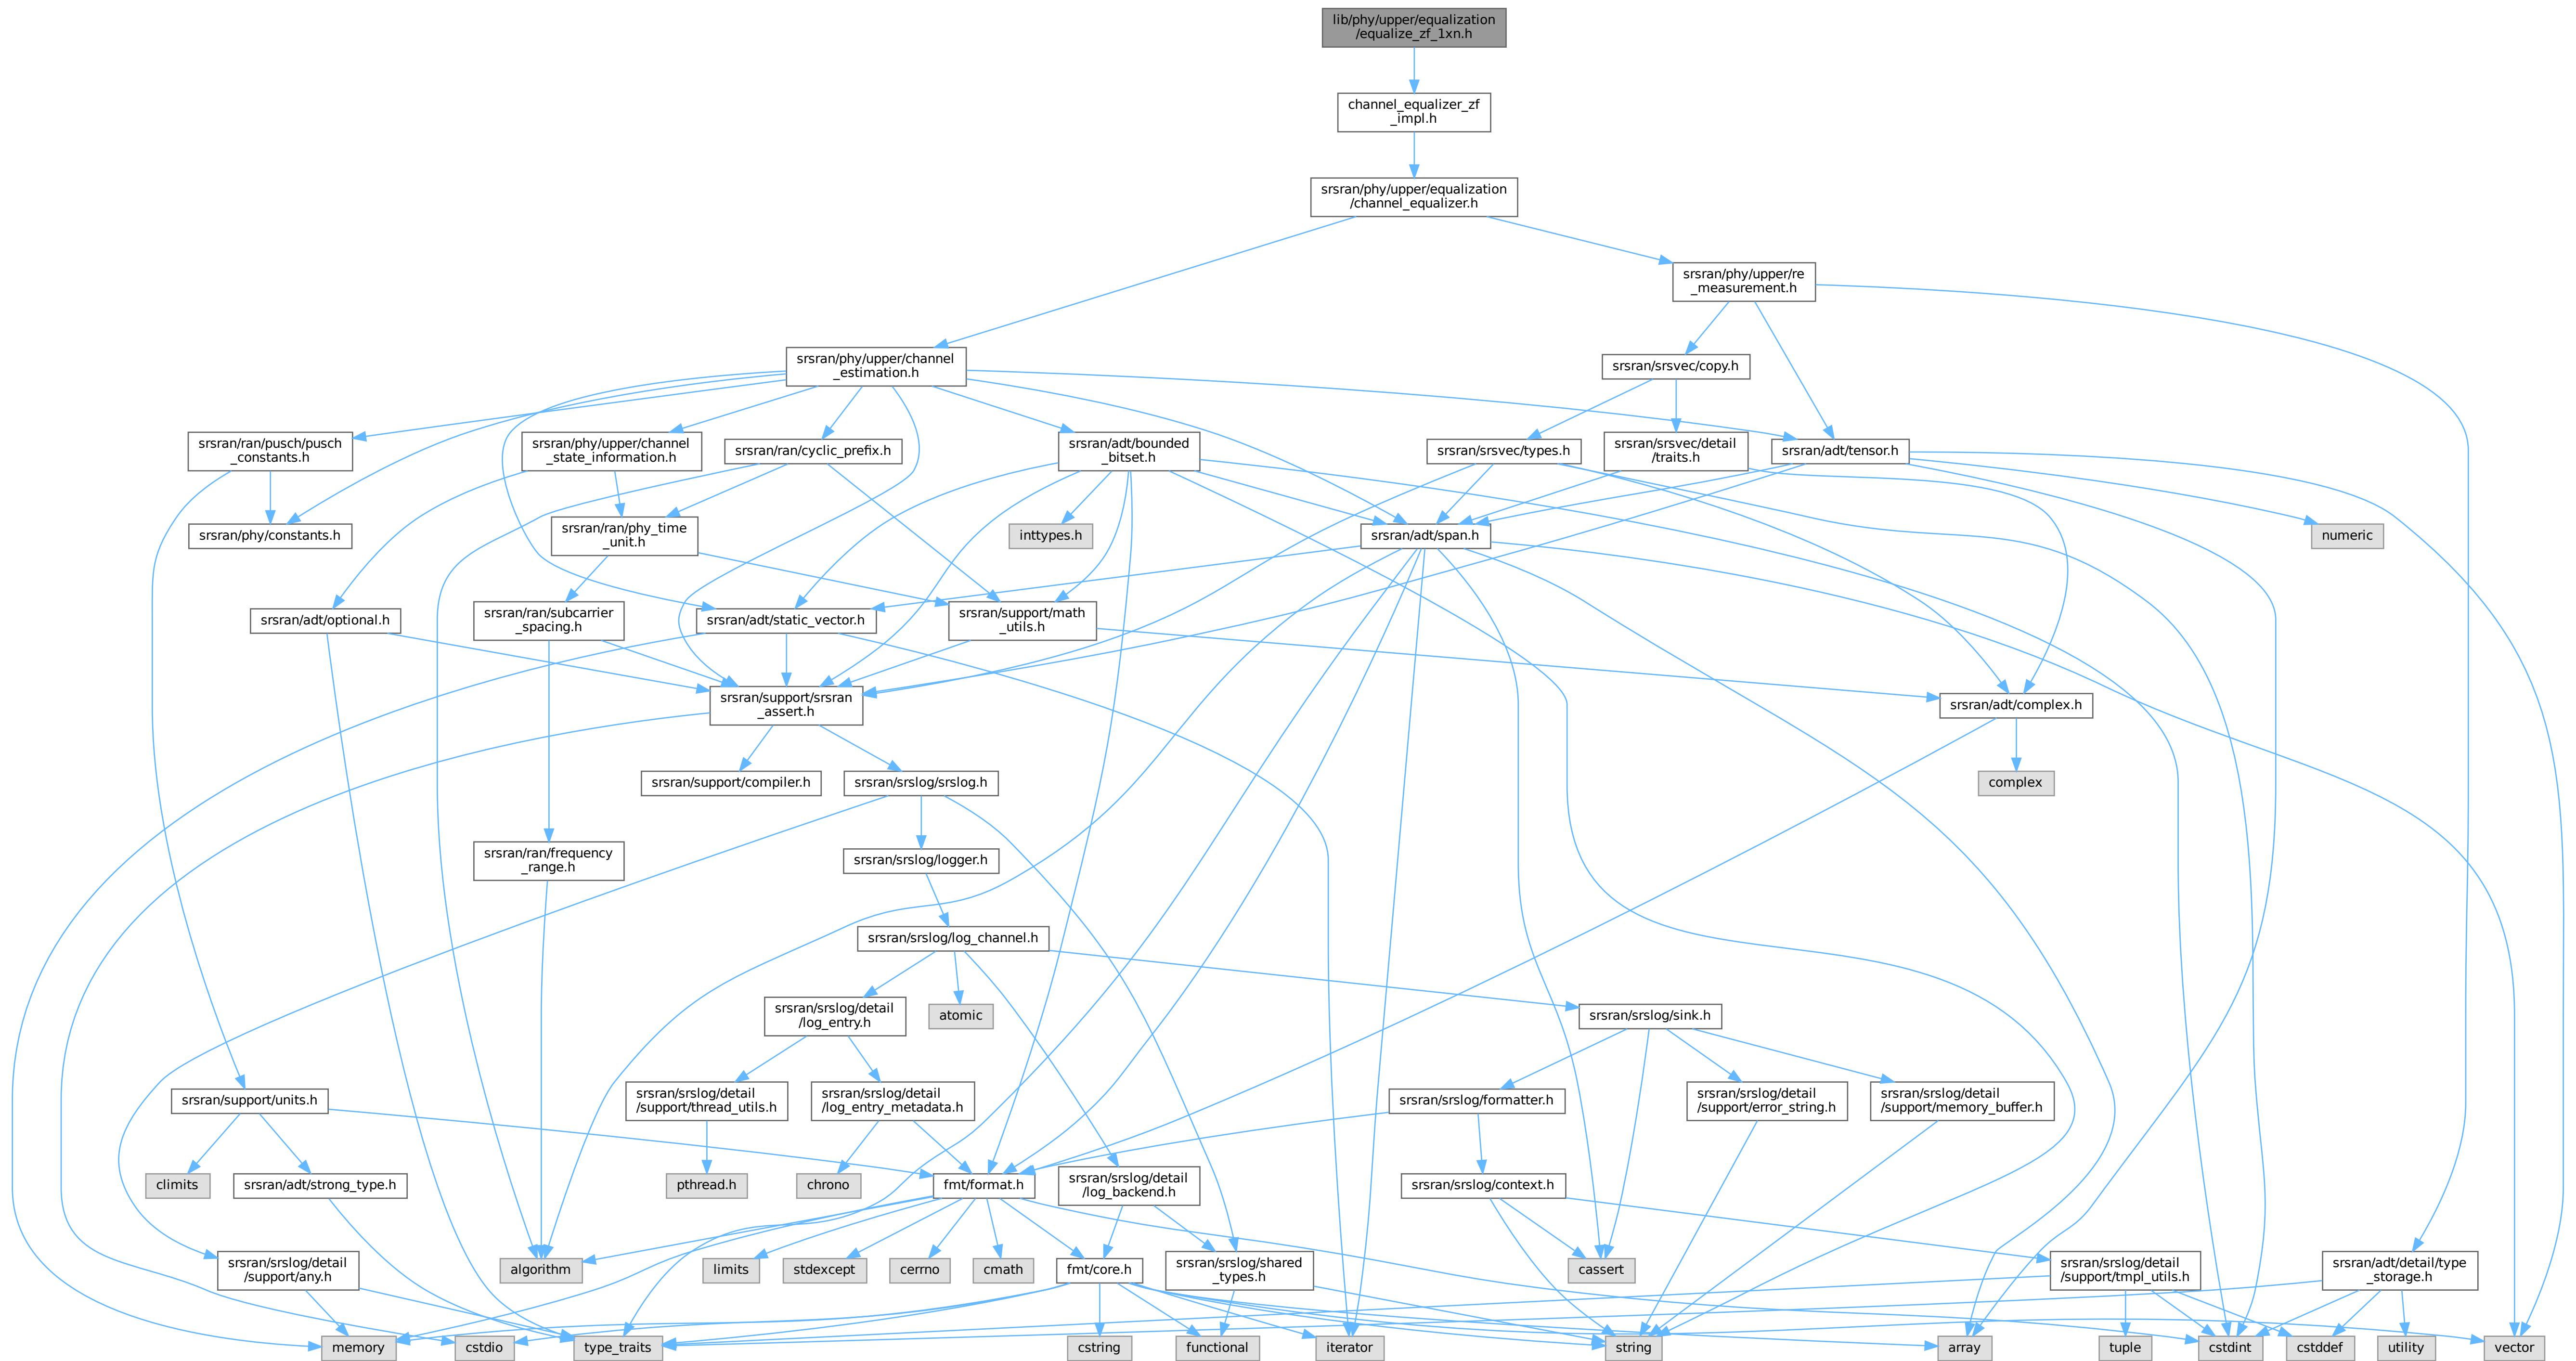 lib/phy/upper/equalization
/equalize_zf_1xn.h
channel_equalizer_zf
_impl.h
srsran/phy/upper/equalization
/channel_equalizer.h
srsran/phy/upper/re
_measurement.h
srsran/phy/upper/channel
_estimation.h
srsran/srsvec/copy.h
srsran/ran/pusch/pusch
_constants.h
srsran/phy/upper/channel
_state_information.h
srsran/ran/cyclic_prefix.h
srsran/adt/bounded
_bitset.h
srsran/srsvec/types.h
srsran/srsvec/detail
/traits.h
srsran/adt/tensor.h
srsran/phy/constants.h
srsran/ran/phy_time
_unit.h
inttypes.h
srsran/adt/span.h
numeric
srsran/adt/optional.h
srsran/ran/subcarrier
_spacing.h
srsran/adt/static_vector.h
srsran/support/math
_utils.h
srsran/support/srsran
_assert.h
srsran/adt/complex.h
srsran/support/compiler.h
srsran/srslog/srslog.h
complex
srsran/ran/frequency
_range.h
srsran/srslog/logger.h
srsran/srslog/log_channel.h
srsran/srslog/detail
/log_entry.h
atomic
srsran/srslog/sink.h
srsran/support/units.h
srsran/srslog/detail
/support/thread_utils.h
srsran/srslog/detail
/log_entry_metadata.h
srsran/srslog/formatter.h
srsran/srslog/detail
/support/error_string.h
srsran/srslog/detail
/support/memory_buffer.h
climits
srsran/adt/strong_type.h
pthread.h
chrono
fmt/format.h
srsran/srslog/detail
/log_backend.h
srsran/srslog/context.h
srsran/srslog/detail
/support/any.h
algorithm
limits
stdexcept
cerrno
cmath
fmt/core.h
srsran/srslog/shared
_types.h
cassert
srsran/srslog/detail
/support/tmpl_utils.h
srsran/adt/detail/type
_storage.h
memory
cstdio
type_traits
cstring
functional
iterator
string
array
tuple
cstdint
cstddef
utility
vector